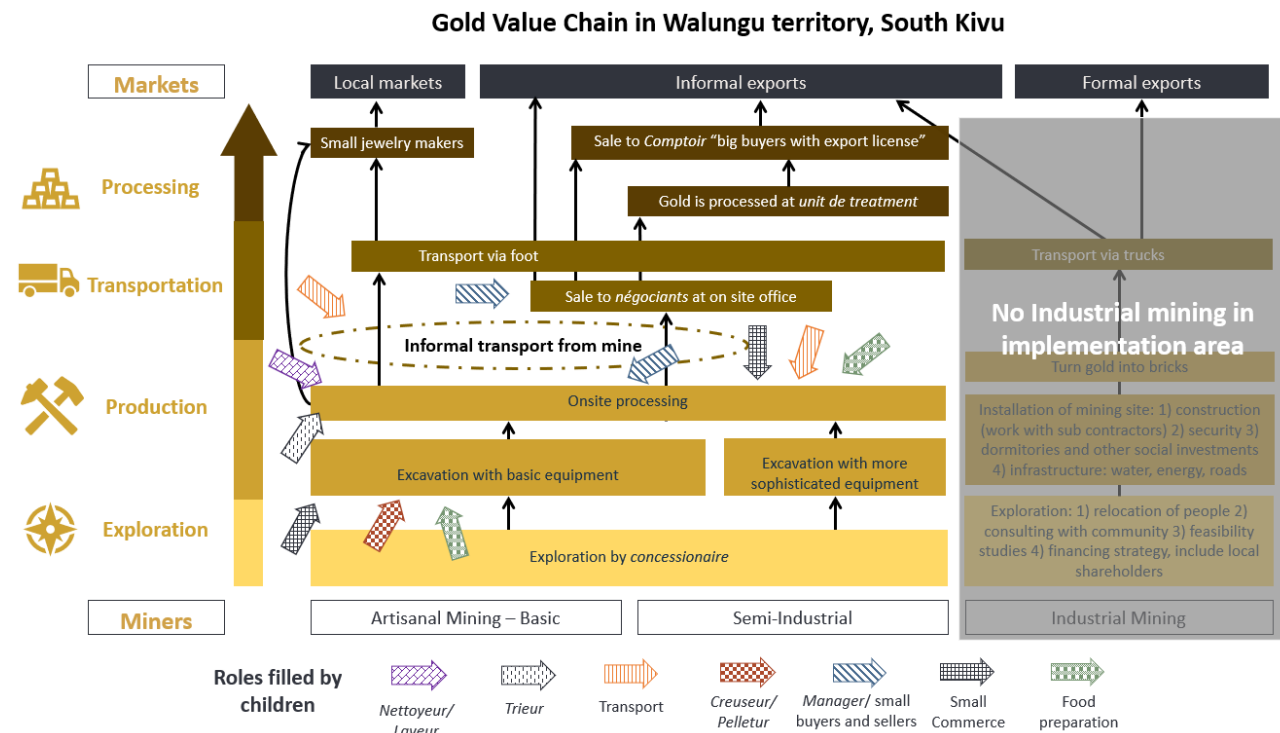 Gold Value Chain in Walungu territory, South Kivu
Markets
Local markets
Informal exports
Formal exports
Small jewelry makers
Sale to Comptoir “big buyers with export license”
Processing
Gold is processed at unit de treatment
Transport via foot
Transport via trucks
Transportation
Sale to négociants at on site office
No Industrial mining in
implementation area
Informal transport from mine
Turn gold into bricks
Production
Onsite processing
Installation of mining site: 1) construction
(work with sub contractors) 2) security 3)
dormitories and other social investments
4) infrastructure: water, energy, roads
Excavation with basic equipment
Excavation with more
sophisticated equipment
Exploration
Exploration by concessionaire
Exploration: 1) relocation of people 2)
consulting with community 3) feasibility
studies 4) financing strategy, include local
shareholders
Miners
Artisanal Mining – Basic
Semi-Industrial
Industrial Mining
Roles filled by
children
Nettoyeur/
Laveur
Trieur
Transport
Creuseur/
Pelletur
Manager/ small
buyers and sellers
Small
Commerce
Food
preparation